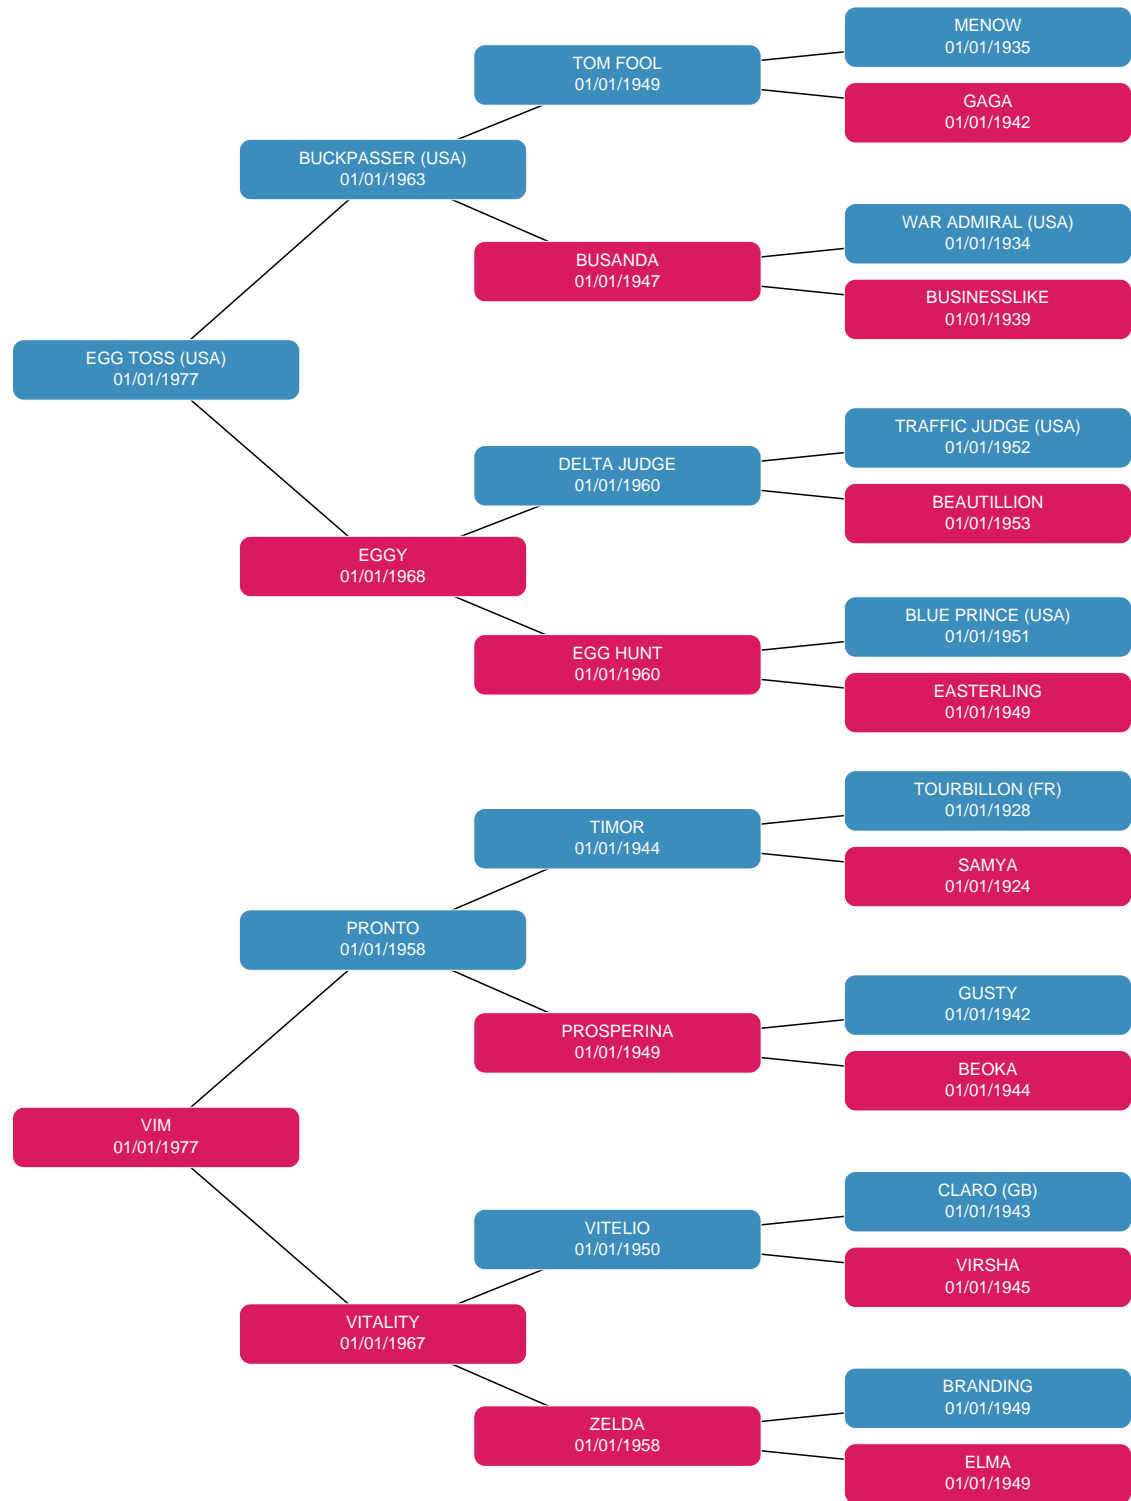 MENOW
01/01/1935
TOM FOOL
01/01/1949
GAGA
01/01/1942
BUCKPASSER (USA)
01/01/1963
WAR ADMIRAL (USA)
01/01/1934
BUSANDA
01/01/1947
BUSINESSLIKE
01/01/1939
EGG TOSS (USA)
01/01/1977
TRAFFIC JUDGE (USA)
01/01/1952
DELTA JUDGE
01/01/1960
BEAUTILLION
01/01/1953
EGGY
01/01/1968
BLUE PRINCE (USA)
01/01/1951
EGG HUNT
01/01/1960
EASTERLING
01/01/1949
TOURBILLON (FR)
01/01/1928
TIMOR
01/01/1944
SAMYA
01/01/1924
PRONTO
01/01/1958
GUSTY
01/01/1942
PROSPERINA
01/01/1949
BEOKA
01/01/1944
VIM
01/01/1977
CLARO (GB)
01/01/1943
VITELIO
01/01/1950
VIRSHA
01/01/1945
VITALITY
01/01/1967
BRANDING
01/01/1949
ZELDA
01/01/1958
ELMA
01/01/1949